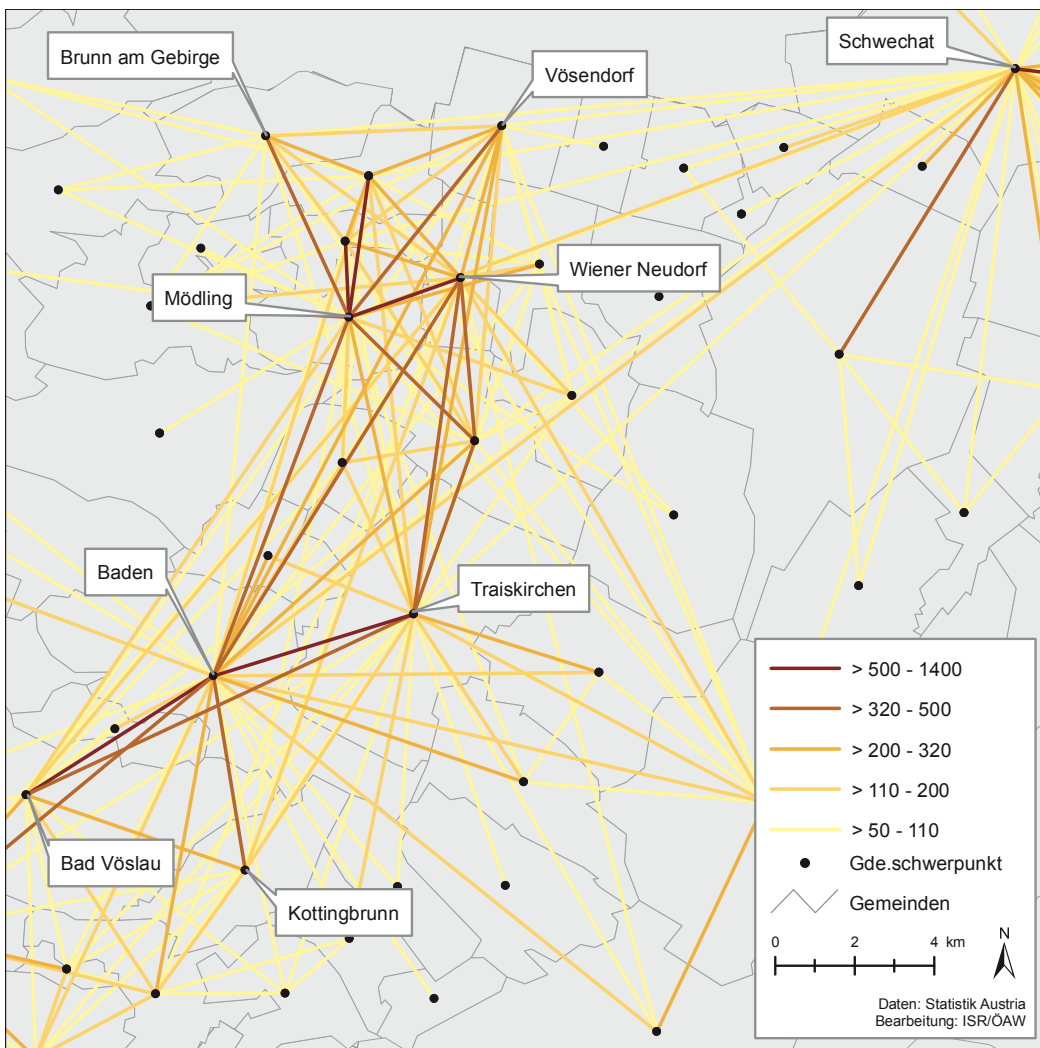 Brunn am Gebirge
Vösendorf
Schwechat
Wiener Neudorf
Mödling
Baden
Traiskirchen
Bad Vöslau
Kottingbrunn
> 500 - 1400
> 320 - 500
> 200 - 320
> 110 - 200
> 50 - 110
Gde.schwerpunkt
Gemeinden
N
0 2 4 km
Daten: Statistik Austria
Bearbeitung: ISR/ÖAW